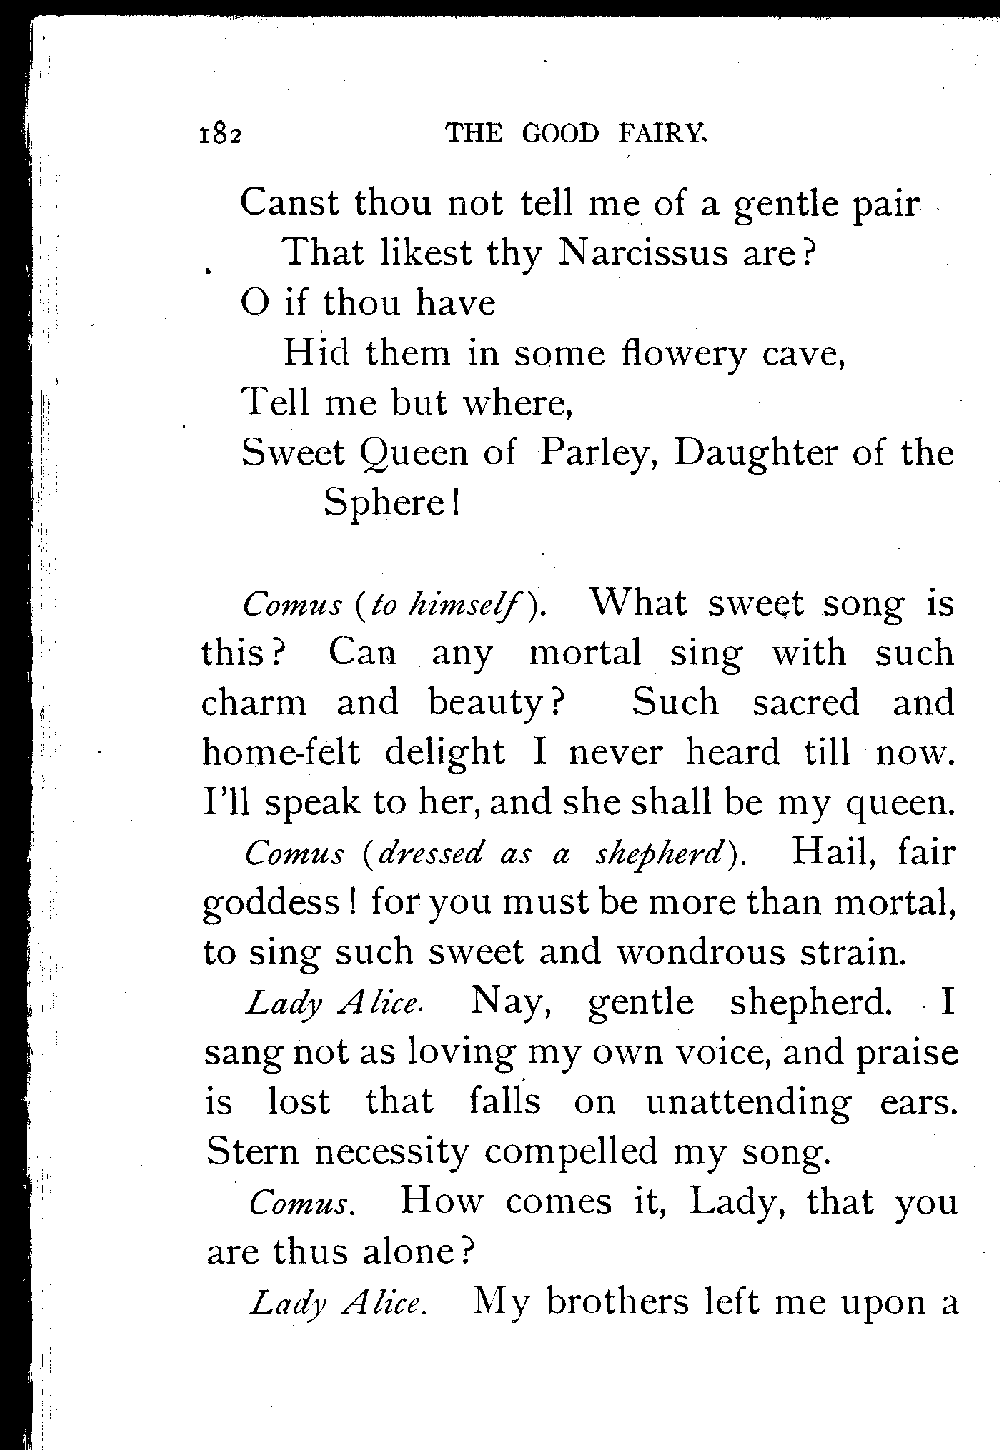 182 THE GOOD FAIRY.
Canst thou not tell me of a gentle pair
That likest thy Narcissus are?
O if thou have
Hid them in some flowery cave,
Tell me but where,
Sweet Queen of Parley, Daughter of the
Sphere!
Comus (to himself). What sweet song is
this? Can any mortal sing with such
charm and beauty? Such sacred and
home-felt delight I never heard till now.
I'll speak to her, and she shall be my queen.
Comus (dressed as a shepherd). Hail, fair
goddess! for you must be more than mortal,
to sing such sweet and wondrous strain.
Lady Alice. Nay, gentle shepherd. I
sang not as loving my own voice, and praise
is lost that falls on unattending ears.
Stern necessity compelled my song.
Comus. How comes it, Lady, that you
are thus alone?
Lady Alice. My brothers left me upon a